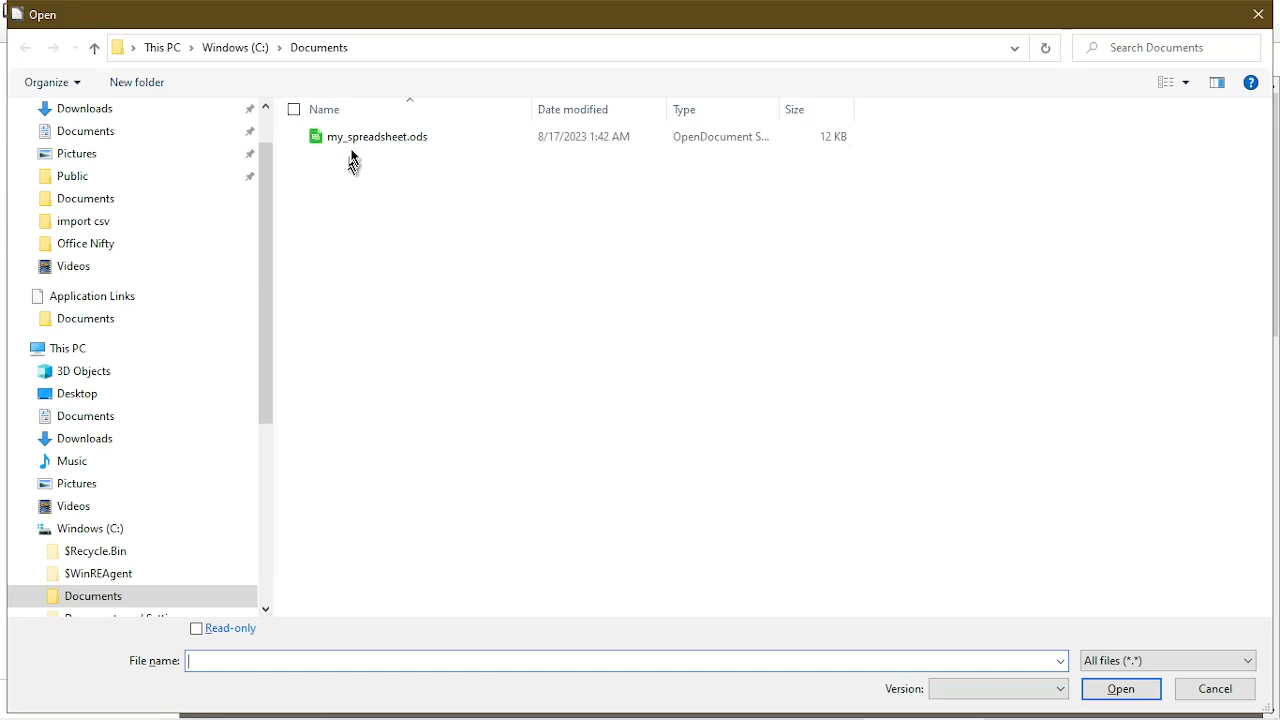 Open
This PC › Windows (C:) › Documents
Search Documents
Organize
New folder
Name
Date modified
Type
Size
my_spreadsheet.ods
8/17/2023 1:42 AM
OpenDocument S...
12 KB
Downloads
Documents
Pictures
Public
Documents
import csv
Office Nifty
Videos
Application Links
Documents
This PC
3D Objects
Desktop
Documents
Downloads
Music
Pictures
Videos
Windows (C:)
$Recycle.Bin
$WinREAgent
Documents
Read-only
File name:
All files (*.*)
Version:
Open
Cancel